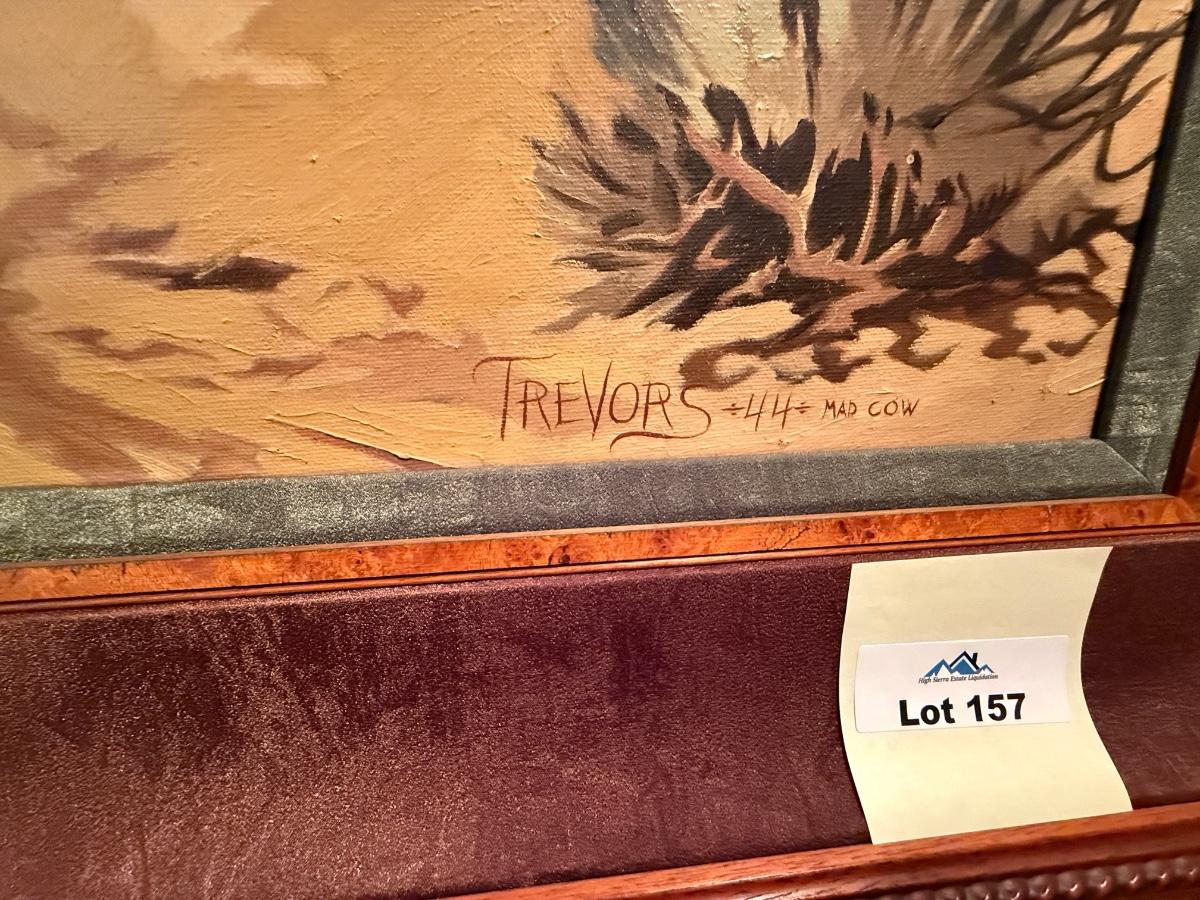 TREVORS ÷44÷ MAD COW
High Sierra Estate Liquidation
Lot 157